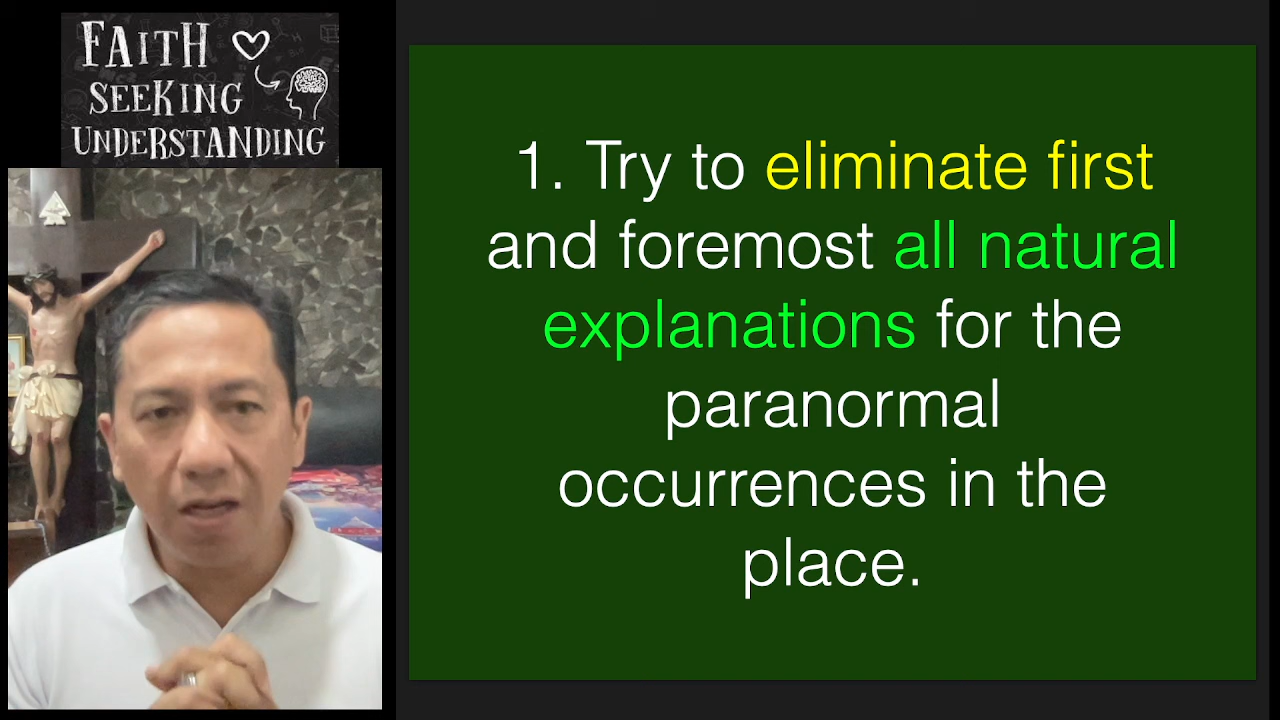 FAITH
SEEKING
UNDERSTANDING
1. Try to eliminate first
and foremost all natural
explanations for the
paranormal
occurrences in the
place.